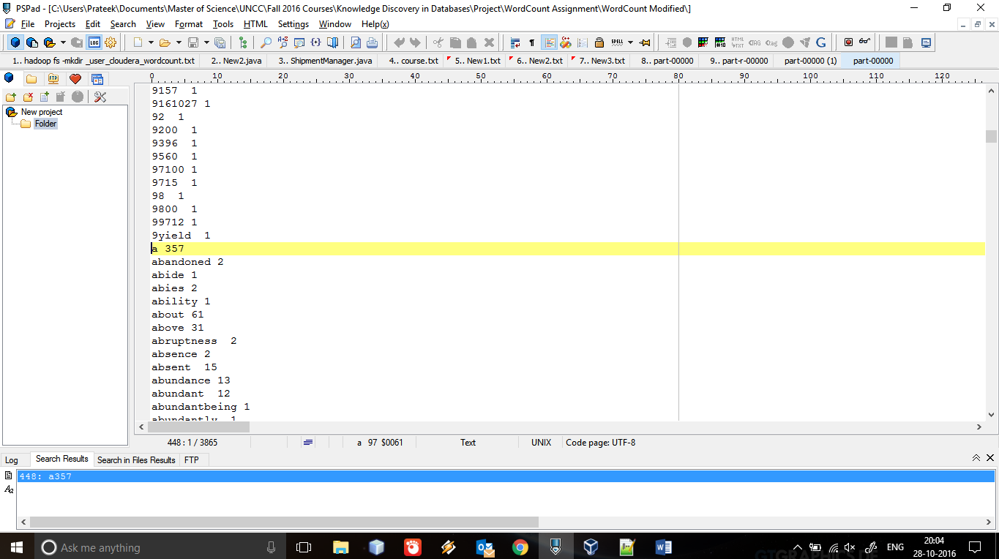 PSPad - [C:\Users\Prateek\Documents\Master of Science\UNCC\Fall 2016 Courses\Knowledge Discovery in Databases\Project\WordCount Assignment\WordCount Modified\]
File Projects Edit Search View Format Tools HTML Settings Window Help(x)
LOG SPELL HTML ¶ #10 G
1.. hadoop fs -mkdir _user_cloudera_wordcount.txt 2.. New2.java 3.. ShipmentManager.java 4.. course.txt 5.. New1.txt 6.. New2.txt 7.. New3.txt 8.. part-00000 9.. part-r-00000 part-00000 (1) part-00000
FTP
0 10 20 30 40 50 60 70 80 90 100 110 120
New project
Folder
9157 1
9161027 1
92 1
9200 1
9396 1
9560 1
97100 1
9715 1
98 1
9800 1
99712 1
9yield 1
a 357
abandoned 2
abide 1
abies 2
ability 1
about 61
above 31
abruptness 2
absence 2
absent 15
abundance 13
abundant 12
abundantbeing 1
abundantly 1
448 : 1 / 3865 a 97 $0061 Text UNIX Code page: UTF-8
Log Search Results Search in Files Results FTP
448: a357
Aa
Ask me anything
ENG
20:04
28-10-2016